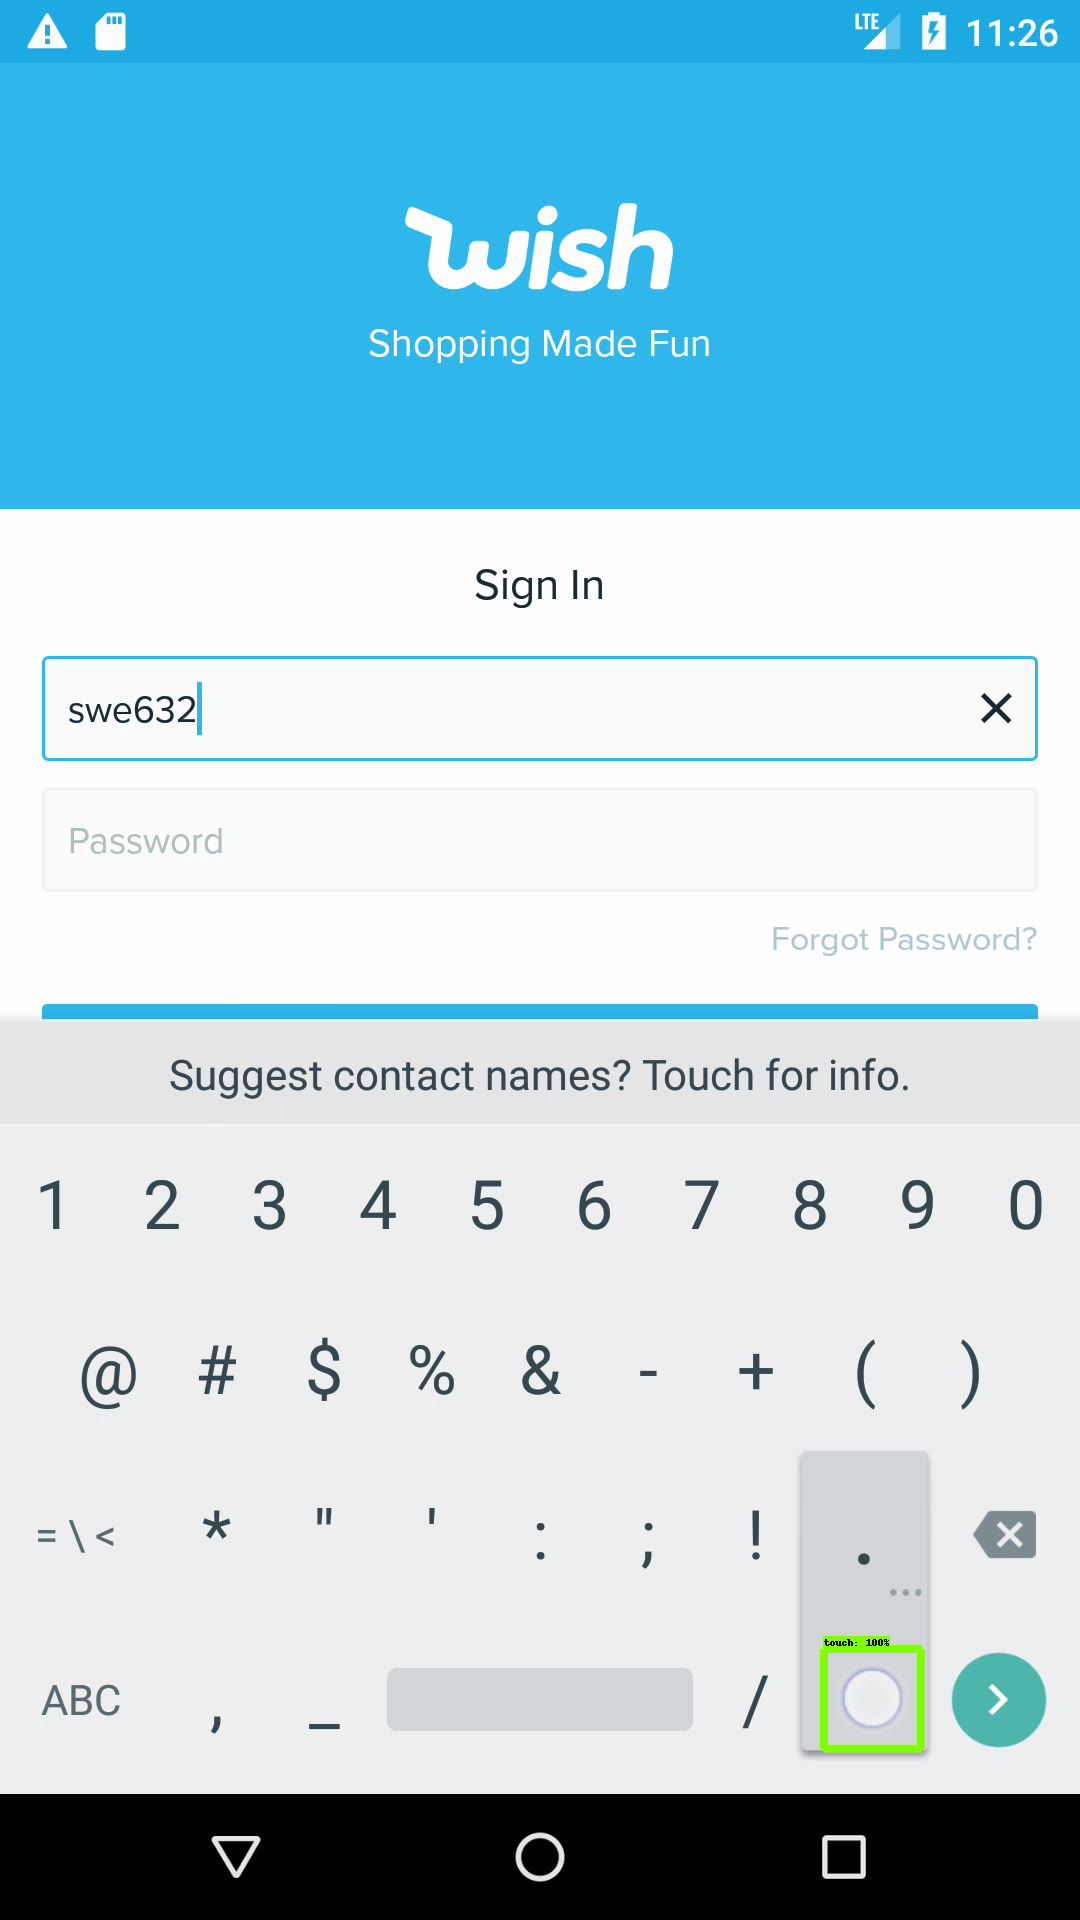 LTE 11:26
wish
Shopping Made Fun
Sign In
swe632
Password
Forgot Password?
Suggest contact names? Touch for info.
1 2 3 4 5 6 7 8 9 0
@ # $ % & - + ( )
= \ < * " ' : ; ! .
...
touch: 100%
ABC , _ /